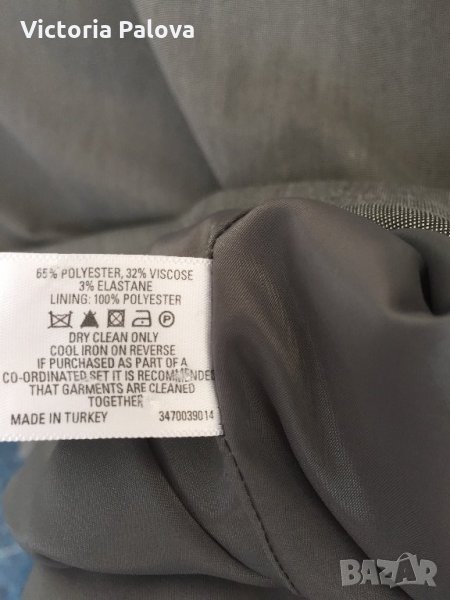 Victoria Palova
65% POLYESTER, 32% VISCOSE
3% ELASTANE
LINING: 100% POLYESTER
DRY CLEAN ONLY
COOL IRON ON REVERSE
IF PURCHASED AS PART OF A
CO-ORDINATED SET IT IS RECOMMENDED
THAT GARMENTS ARE CLEANED
TOGETHER
MADE IN TURKEY 3470039014
BAZAR